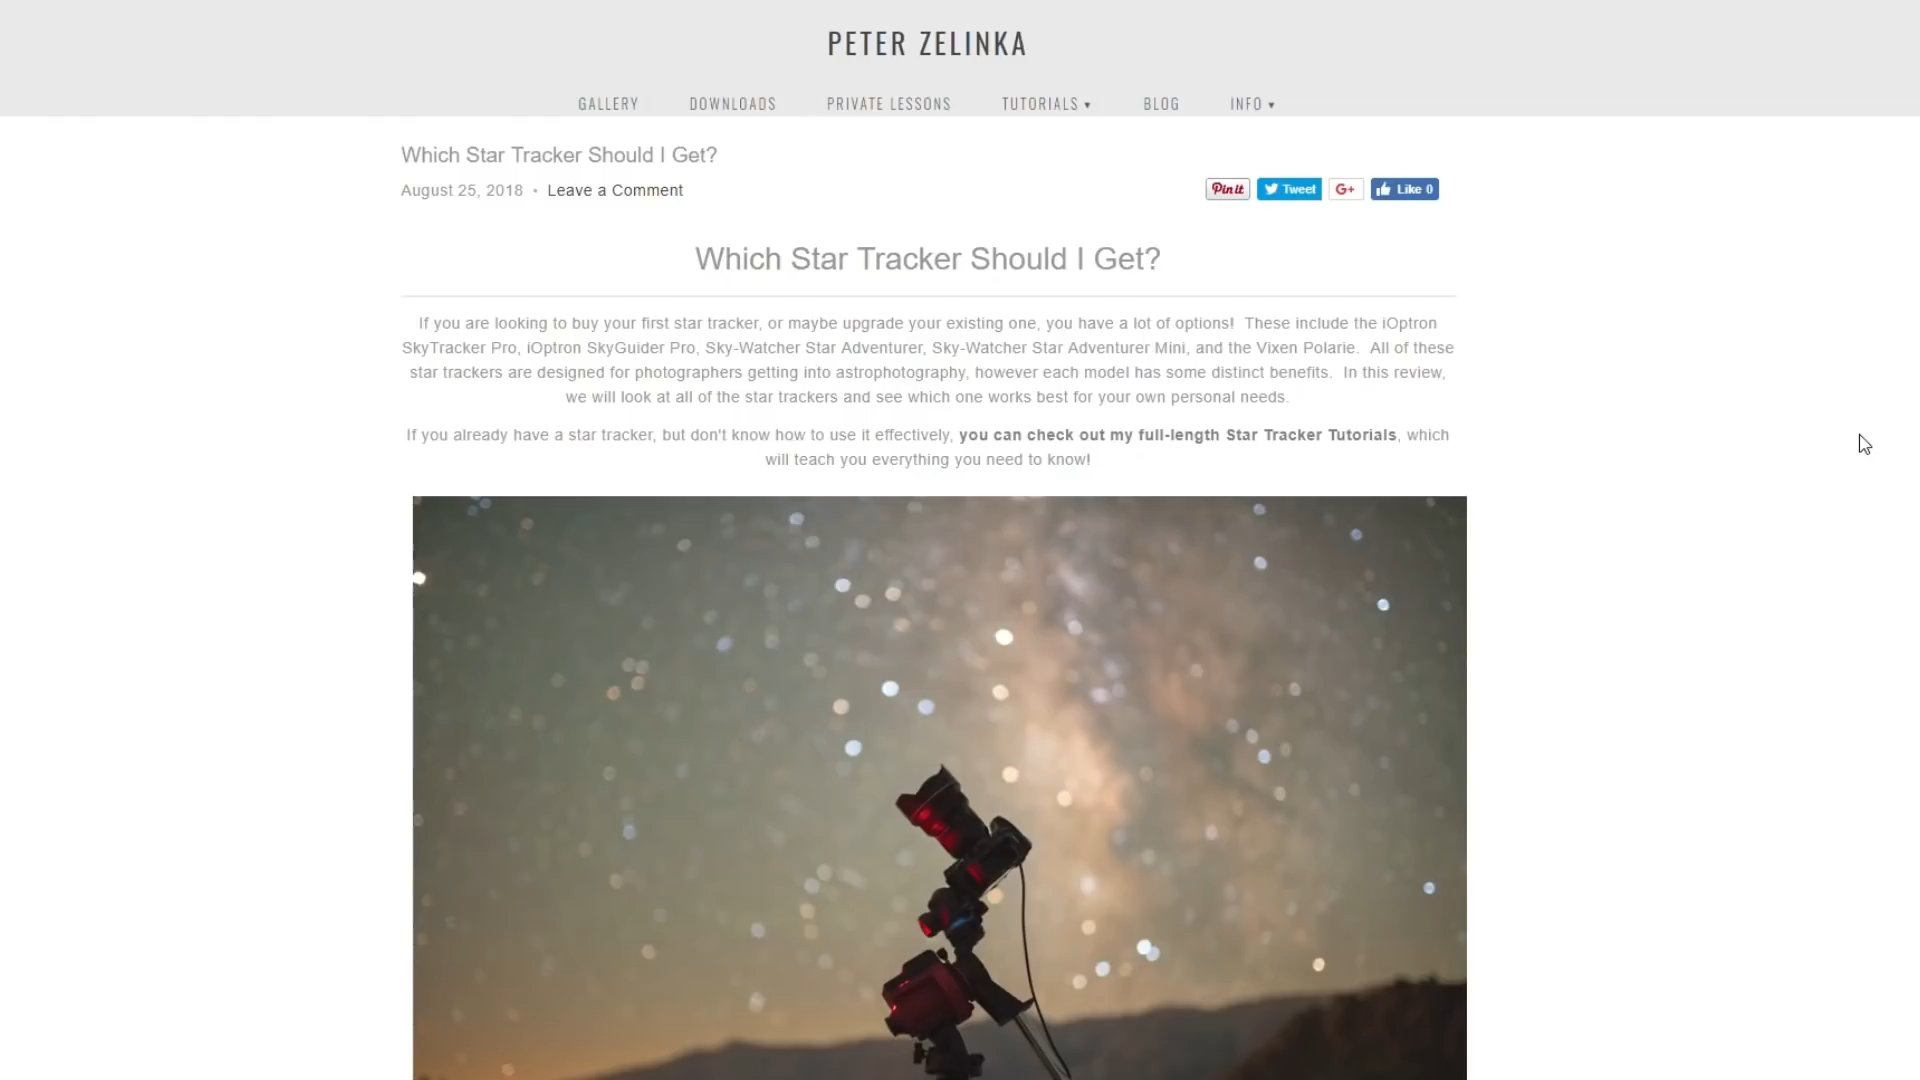 PETER ZELINKA
GALLERY DOWNLOADS PRIVATE LESSONS TUTORIALS ▾ BLOG INFO ▾
Which Star Tracker Should I Get?
August 25, 2018 • Leave a Comment
Pin it Tweet G+ Like 0
Which Star Tracker Should I Get?
If you are looking to buy your first star tracker, or maybe upgrade your existing one, you have a lot of options! These include the iOptron
SkyTracker Pro, iOptron SkyGuider Pro, Sky-Watcher Star Adventurer, Sky-Watcher Star Adventurer Mini, and the Vixen Polarie. All of these
star trackers are designed for photographers getting into astrophotography, however each model has some distinct benefits. In this review,
we will look at all of the star trackers and see which one works best for your own personal needs.
If you already have a star tracker, but don't know how to use it effectively, you can check out my full-length Star Tracker Tutorials, which
will teach you everything you need to know!